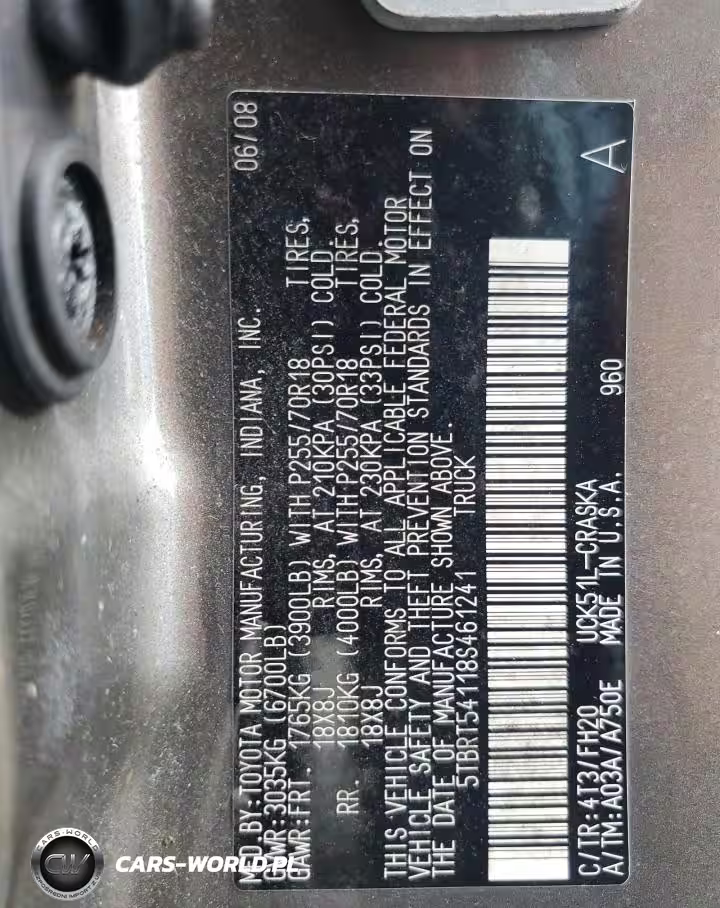 MFD BY:TOYOTA MOTOR MANUFACTURING, INDIANA, INC. 06/08
GVWR:3035KG (6700LB)
GAWR:FRT. 1765KG (3900LB) WITH P255/70R18 TIRES,
18X8J RIMS, AT 210KPA (30PSI) COLD.
RR. 1810KG (4000LB) WITH P255/70R18 TIRES,
18X8J RIMS, AT 230KPA (33PSI) COLD.
THIS VEHICLE CONFORMS TO ALL APPLICABLE FEDERAL MOTOR
VEHICLE SAFETY AND THEFT PREVENTION STANDARDS IN EFFECT ON
THE DATE OF MANUFACTURE SHOWN ABOVE.
5TBRT54118S461241 TRUCK
C/TR:4T3/FH20 UCK51L-CRASKA
A/TM:A03A/A750E MADE IN U.S.A. 960 A
CARS-WORLD
CW
CARS-WORLD.PL